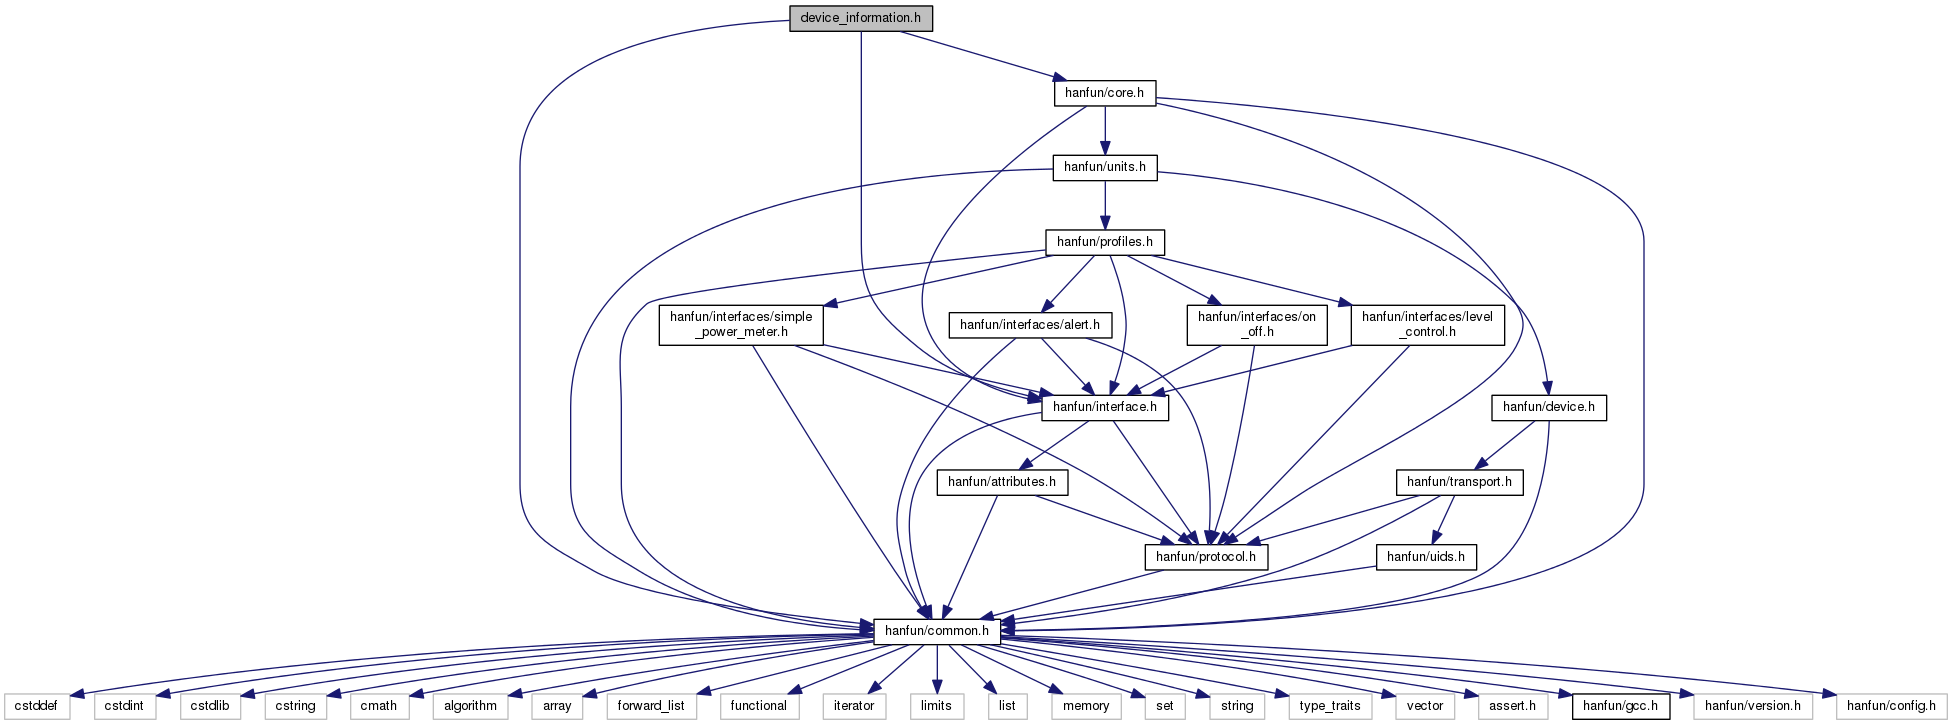 device_information.h
hanfun/core.h
hanfun/units.h
hanfun/profiles.h
hanfun/interfaces/simple
_power_meter.h
hanfun/interfaces/alert.h
hanfun/interfaces/on
_off.h
hanfun/interfaces/level
_control.h
hanfun/interface.h
hanfun/device.h
hanfun/attributes.h
hanfun/transport.h
hanfun/protocol.h
hanfun/uids.h
hanfun/common.h
cstddef
cstdint
cstdlib
cstring
cmath
algorithm
array
forward_list
functional
iterator
limits
list
memory
set
string
type_traits
vector
assert.h
hanfun/gcc.h
hanfun/version.h
hanfun/config.h